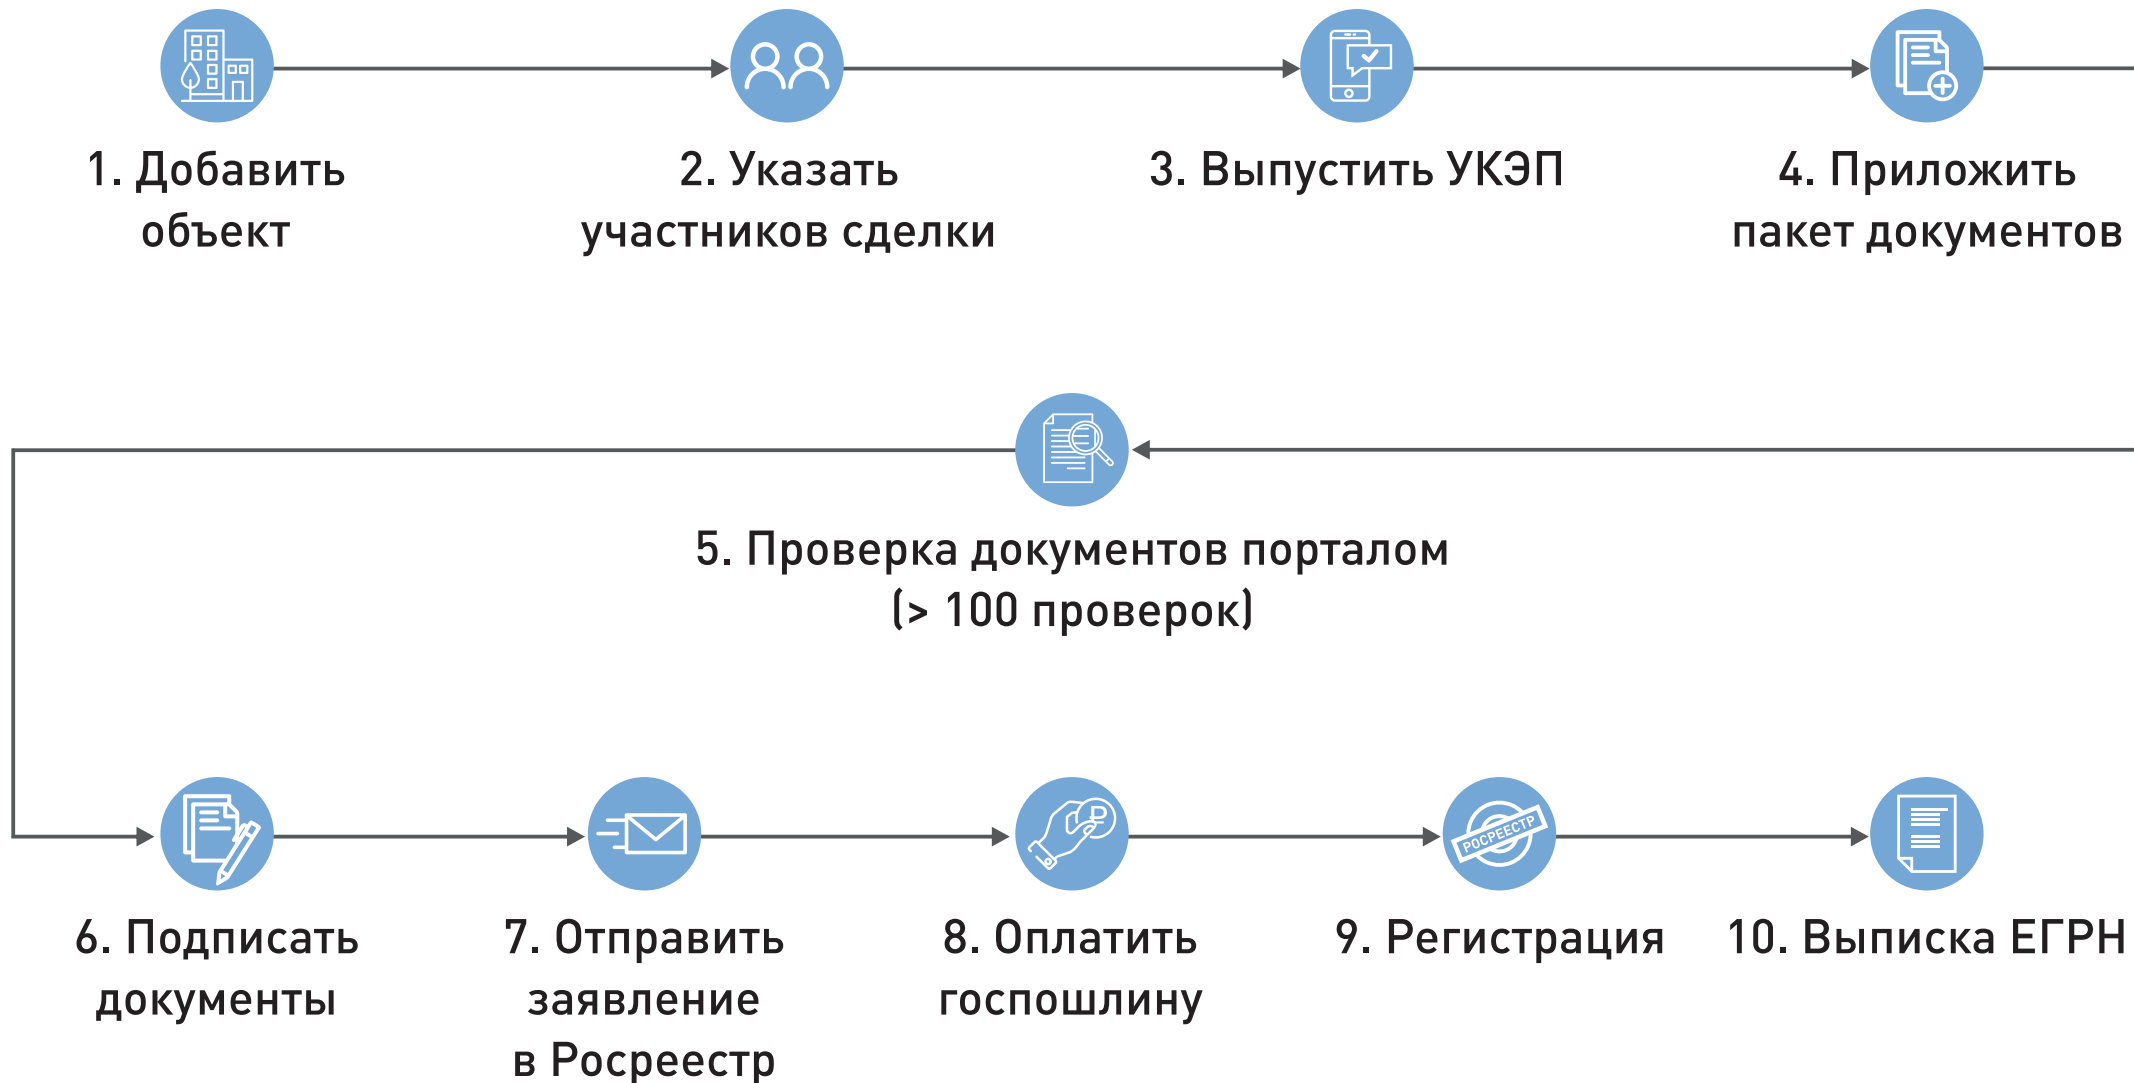 1. Добавить
объект
2. Указать
участников сделки
3. Выпустить УКЭП
4. Приложить
пакет документов
5. Проверка документов порталом
(> 100 проверок)
РОСРЕЕСТР
6. Подписать
документы
7. Отправить
заявление
в Росреестр
8. Оплатить
госпошлину
9. Регистрация
10. Выписка ЕГРН